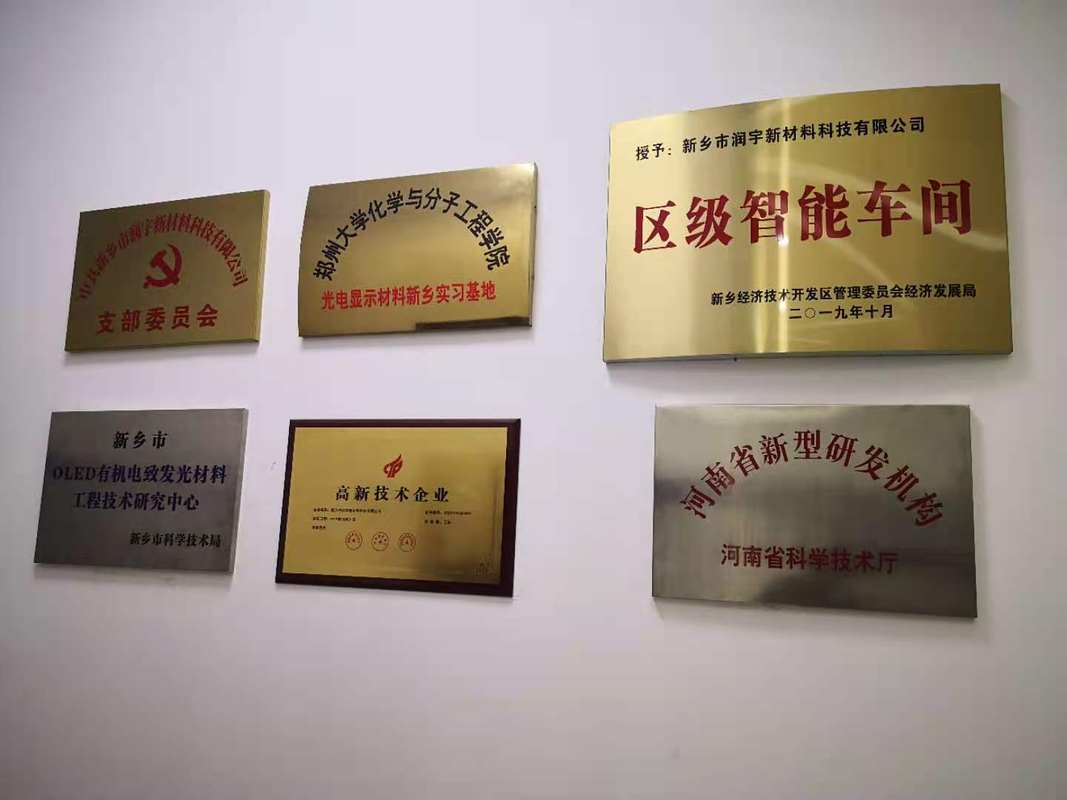 中共新乡市润宇新材料科技有限公司
支部委员会
郑州大学化学与分子工程学院
光电显示材料新乡实习基地
授予：新乡市润宇新材料科技有限公司
区级智能车间
新乡经济技术开发区管理委员会经济发展局
二〇一九年十月
新乡市
OLED有机电致发光材料
工程技术研究中心
新乡市科学技术局
高新技术企业
河南省新型研发机构
河南省科学技术厅